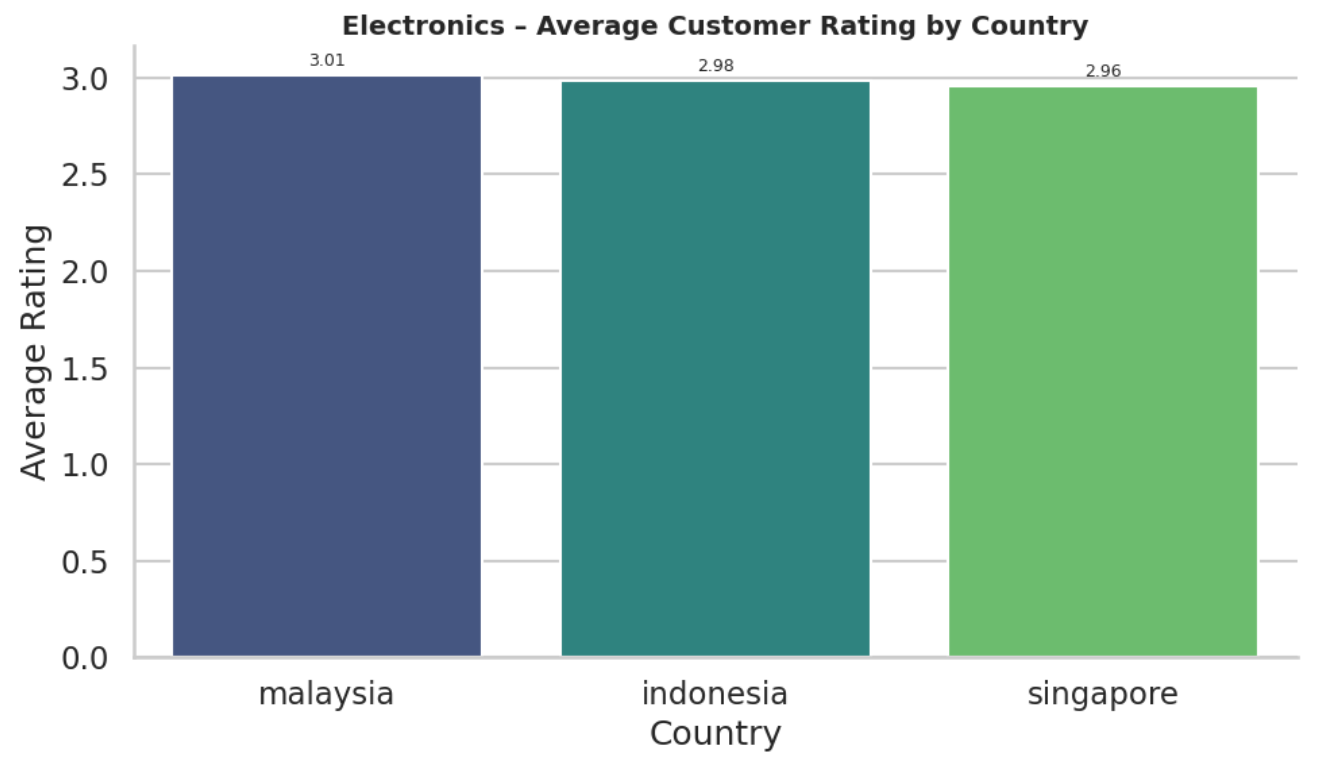 Electronics – Average Customer Rating by Country
3.01
2.98
2.96
3.0
2.5
2.0
1.5
1.0
0.5
0.0
Average Rating
malaysia
indonesia
singapore
Country